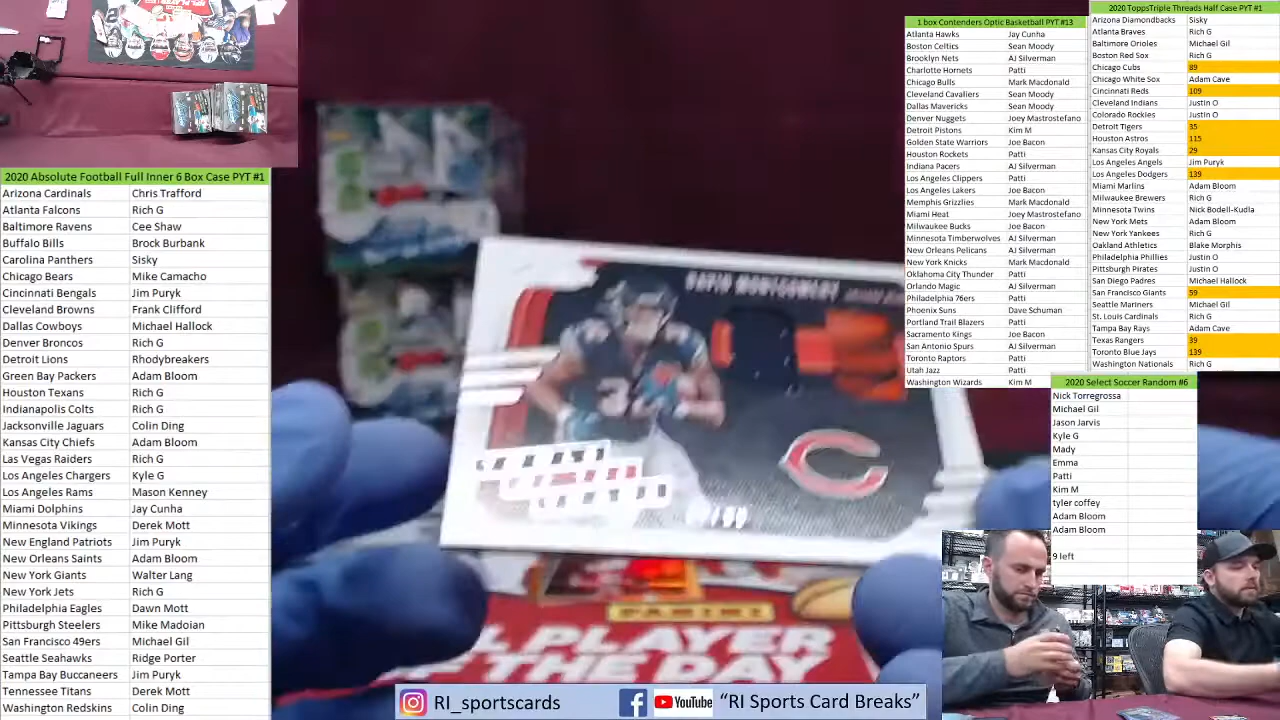 2020 Absolute Football Full Inner 6 Box Case PYT #1
Arizona Cardinals Chris Trafford
Atlanta Falcons Rich G
Baltimore Ravens Cee Shaw
Buffalo Bills Brock Burbank
Carolina Panthers Sisky
Chicago Bears Mike Camacho
Cincinnati Bengals Jim Puryk
Cleveland Browns Frank Clifford
Dallas Cowboys Michael Hallock
Denver Broncos Rich G
Detroit Lions Rhodybreakers
Green Bay Packers Adam Bloom
Houston Texans Rich G
Indianapolis Colts Rich G
Jacksonville Jaguars Colin Ding
Kansas City Chiefs Adam Bloom
Las Vegas Raiders Rich G
Los Angeles Chargers Kyle G
Los Angeles Rams Mason Kenney
Miami Dolphins Jay Cunha
Minnesota Vikings Derek Mott
New England Patriots Jim Puryk
New Orleans Saints Adam Bloom
New York Giants Walter Lang
New York Jets Rich G
Philadelphia Eagles Dawn Mott
Pittsburgh Steelers Mike Madoian
San Francisco 49ers Michael Gil
Seattle Seahawks Ridge Porter
Tampa Bay Buccaneers Jim Puryk
Tennessee Titans Derek Mott
Washington Redskins Colin Ding
1 box Contenders Optic Basketball PYT #13
Atlanta Hawks Jay Cunha
Boston Celtics Sean Moody
Brooklyn Nets AJ Silverman
Charlotte Hornets Patti
Chicago Bulls Mark Macdonald
Cleveland Cavaliers Sean Moody
Dallas Mavericks Sean Moody
Denver Nuggets Joey Mastrostefano
Detroit Pistons Kim M
Golden State Warriors Joe Bacon
Houston Rockets Patti
Indiana Pacers AJ Silverman
Los Angeles Clippers Patti
Los Angeles Lakers Joe Bacon
Memphis Grizzlies Mark Macdonald
Miami Heat Joey Mastrostefano
Milwaukee Bucks Joe Bacon
Minnesota Timberwolves AJ Silverman
New Orleans Pelicans AJ Silverman
New York Knicks Mark Macdonald
Oklahoma City Thunder Patti
Orlando Magic AJ Silverman
Philadelphia 76ers Patti
Phoenix Suns Dave Schuman
Portland Trail Blazers Patti
Sacramento Kings Joe Bacon
San Antonio Spurs AJ Silverman
Toronto Raptors Patti
Utah Jazz Patti
Washington Wizards Kim M
2020 ToppsTriple Threads Half Case PYT #1
Arizona Diamondbacks Sisky
Atlanta Braves Rich G
Baltimore Orioles Michael Gil
Boston Red Sox Rich G
Chicago Cubs 89
Chicago White Sox Adam Cave
Cincinnati Reds 109
Cleveland Indians Justin O
Colorado Rockies Justin O
Detroit Tigers 35
Houston Astros 115
Kansas City Royals 29
Los Angeles Angels Jim Puryk
Los Angeles Dodgers 139
Miami Marlins Adam Bloom
Milwaukee Brewers Rich G
Minnesota Twins Nick Bodell-Kudla
New York Mets Adam Bloom
New York Yankees Rich G
Oakland Athletics Blake Morphis
Philadelphia Phillies Justin O
Pittsburgh Pirates Justin O
San Diego Padres Michael Hallock
San Francisco Giants 59
Seattle Mariners Michael Gil
St. Louis Cardinals Rich G
Tampa Bay Rays Adam Cave
Texas Rangers 39
Toronto Blue Jays 139
Washington Nationals Rich G
2020 Select Soccer Random #6
Nick Torregrossa
Michael Gil
Jason Jarvis
Kyle G
Mady
Emma
Patti
Kim M
tyler coffey
Adam Bloom
Adam Bloom
9 left
DAVID MONTGOMERY
C
3
PANINI
PLAYER
THE DAY
RI_sportscards
YouTube "RI Sports Card Breaks"